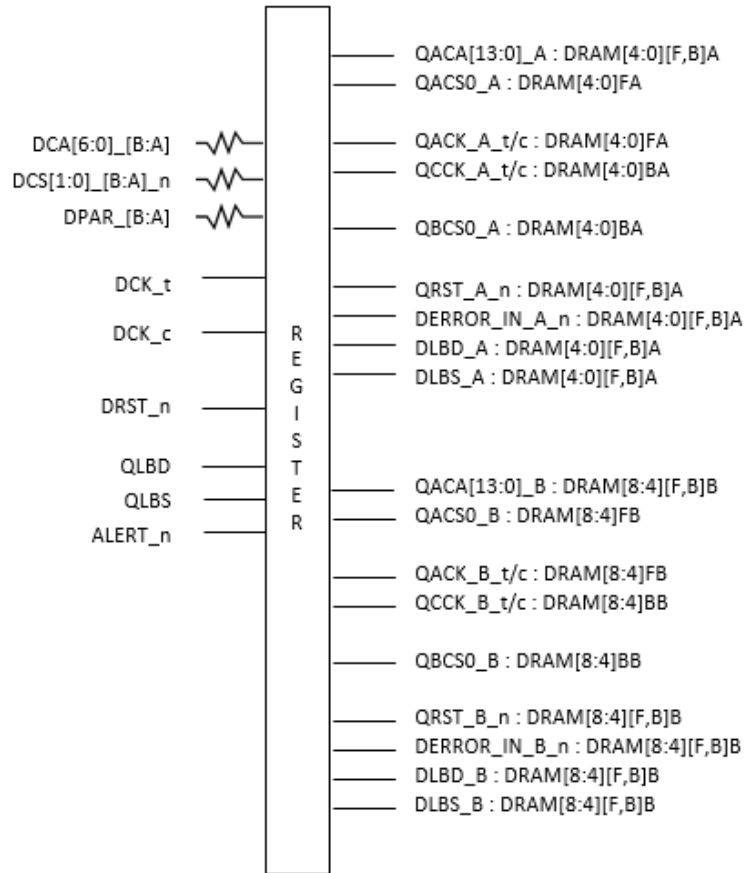 DCA[6:0]_[B:A]
DCS[1:0]_[B:A]_n
DPAR_[B:A]
DCK_t
DCK_c
DRST_n
QLBD
QLBS
ALERT_n
R
E
G
I
S
T
E
R
QACA[13:0]_A : DRAM[4:0][F,B]A
QACS0_A : DRAM[4:0]FA
QACK_A_t/c : DRAM[4:0]FA
QCCK_A_t/c : DRAM[4:0]BA
QBCS0_A : DRAM[4:0]BA
QRST_A_n : DRAM[4:0][F,B]A
DERROR_IN_A_n : DRAM[4:0][F,B]A
DLBD_A : DRAM[4:0][F,B]A
DLBS_A : DRAM[4:0][F,B]A
QACA[13:0]_B : DRAM[8:4][F,B]B
QACS0_B : DRAM[8:4]FB
QACK_B_t/c : DRAM[8:4]FB
QCCK_B_t/c : DRAM[8:4]BB
QBCS0_B : DRAM[8:4]BB
QRST_B_n : DRAM[8:4][F,B]B
DERROR_IN_B_n : DRAM[8:4][F,B]B
DLBD_B : DRAM[8:4][F,B]B
DLBS_B : DRAM[8:4][F,B]B